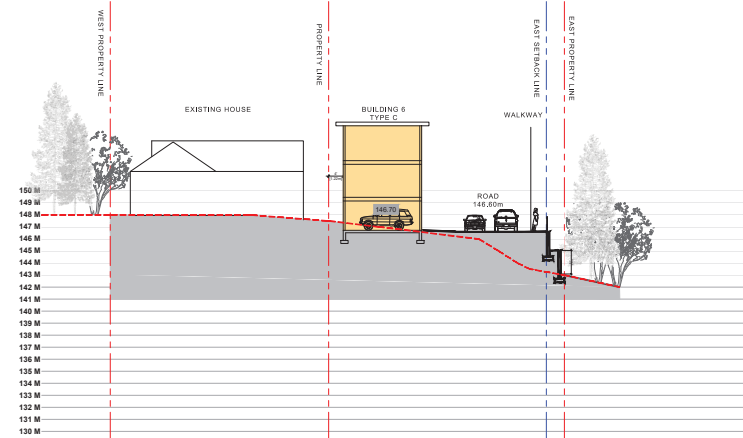 WEST PROPERTY LINE
PROPERTY LINE
EAST SETBACK LINE
EAST PROPERTY LINE
EXISTING HOUSE
BUILDING 6
TYPE C
WALKWAY
ROAD
146.60m
146.70
150 M
149 M
148 M
147 M
146 M
145 M
144 M
143 M
142 M
141 M
140 M
139 M
138 M
137 M
136 M
135 M
134 M
133 M
132 M
131 M
130 M